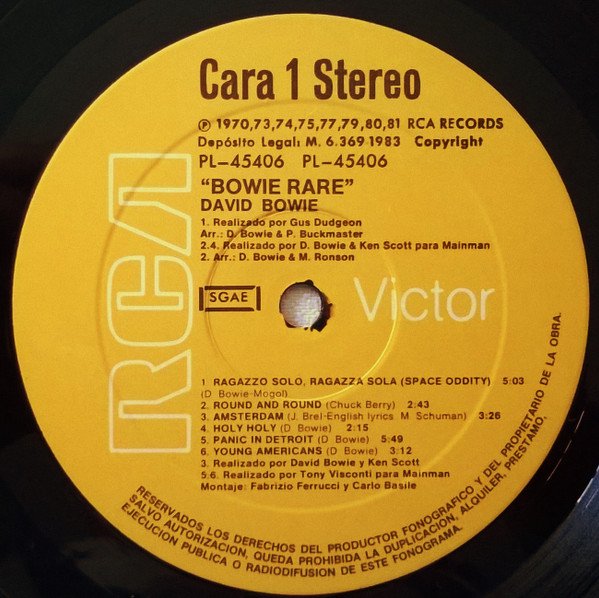 Cara 1 Stereo
Ⓟ 1970,73,74,75,77,79,80,81 RCA RECORDS
Depósito Legal: M. 6.369 1983 Copyright
PL-45406 PL-45406
"BOWIE RARE"
DAVID BOWIE
1. Realizado por Gus Dudgeon
Arr.: D. Bowie & P. Buckmaster
2.4. Realizado por D. Bowie & Ken Scott para Mainman
2. Arr.: D. Bowie & M. Ronson
SGAE
RCA
Victor
1 RAGAZZO SOLO, RAGAZZA SOLA (SPACE ODDITY) 5:03
(D Bowie-Mogol)
2 ROUND AND ROUND (Chuck Berry) 2:43
3 AMSTERDAM (J. Brel-English lyrics M. Schuman) 3:26
4 HOLY HOLY (D Bowie) 2:15
5 PANIC IN DETROIT (D Bowie) 5:49
6 YOUNG AMERICANS (D Bowie) 3:12
3 Realizado por David Bowie y Ken Scott
5:6. Realizado por Tony Visconti para Mainman
Montaje: Fabrizio Ferrucci y Carlo Basile
RESERVADOS LOS DERECHOS DEL PRODUCTOR FONOGRAFICO Y DEL PROPIETARIO DE LA OBRA.
SALVO AUTORIZACION, QUEDA PROHIBIDA LA DUPLICACION, ALQUILER, PRESTAMO,
EJECUCION PUBLICA O RADIODIFUSION DE ESTE FONOGRAMA.